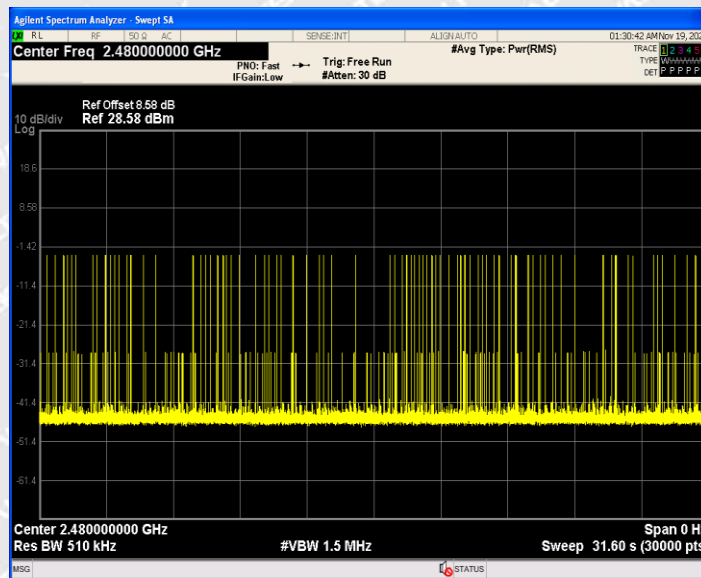 Agilent Spectrum Analyzer - Swept SA
RL RF 50 Ω AC SENSE:INT ALIGN AUTO 01:30:42 AM Nov 19, 202
Center Freq 2.480000000 GHz #Avg Type: Pwr(RMS) TRACE 1 2 3 4 5
PNO: Fast Trig: Free Run TYPE W
IFGain:Low #Atten: 30 dB DET P P P P P
Ref Offset 8.58 dB
10 dB/div Ref 28.58 dBm
Log
18.6
8.58
-1.42
-11.4
-21.4
-31.4
-41.4
-51.4
-61.4
Center 2.480000000 GHz Span 0 H
Res BW 510 kHz #VBW 1.5 MHz Sweep 31.60 s (30000 pts
MSG STATUS